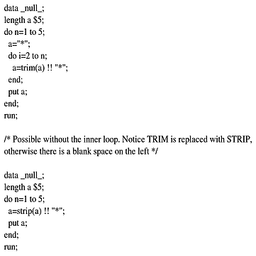 data _null_;
length a $5;
do n=1 to 5;
a="*";
do i=2 to n;
a=trim(a) !! "*";
end;
put a;
end;
run;
/* Possible without the inner loop. Notice TRIM is replaced with STRIP,
otherwise there is a blank space on the left */
data _null_;
length a $5;
do n=1 to 5;
a=strip(a) !! "*";
put a;
end;
run;